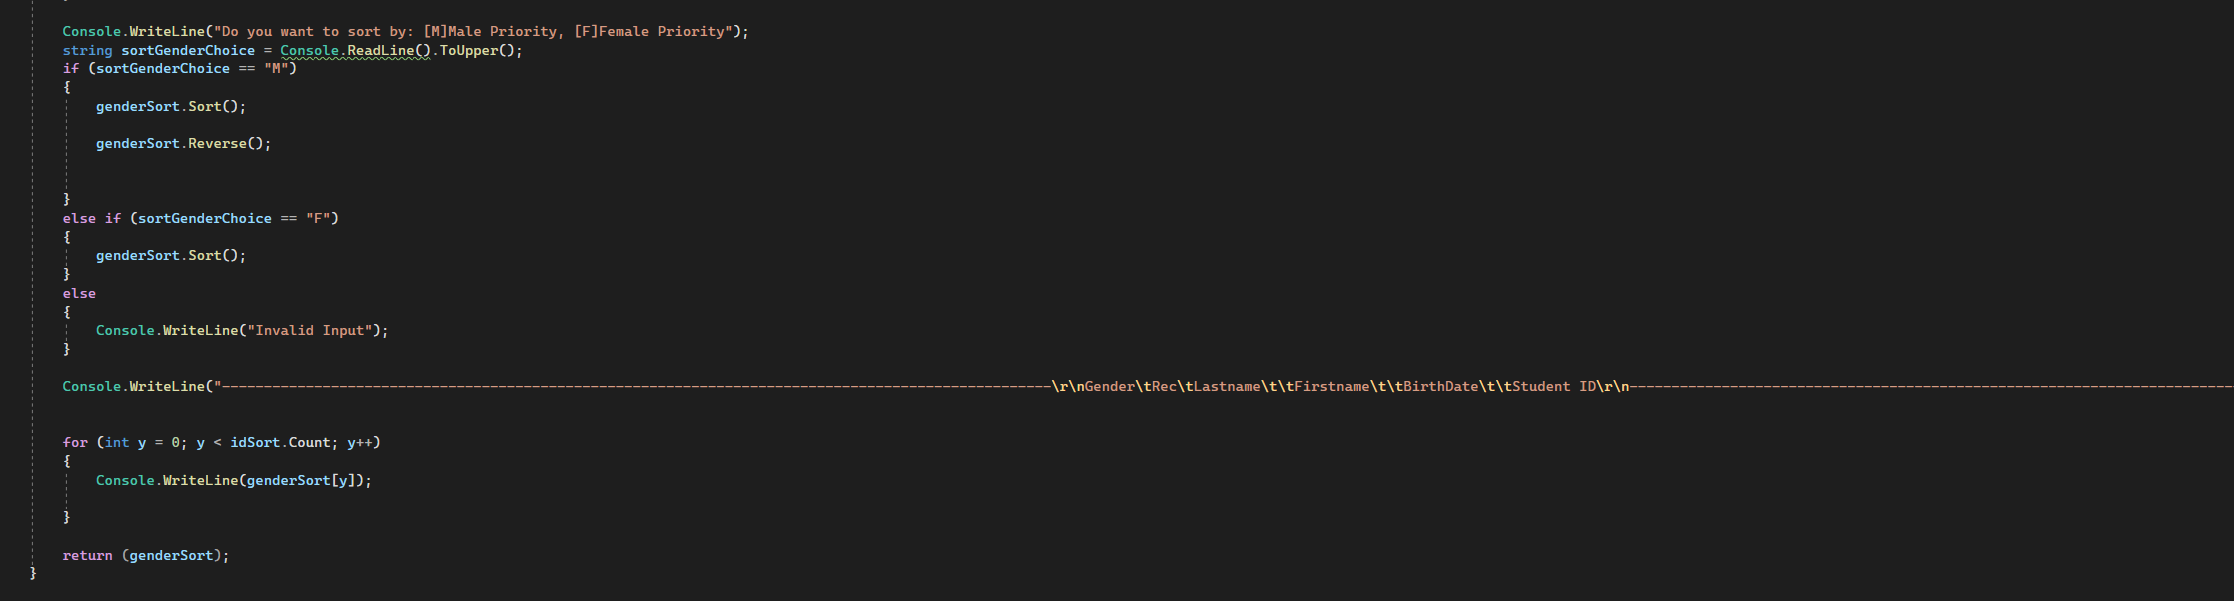 Console.WriteLine("Do you want to sort by: [M]Male Priority, [F]Female Priority");
string sortGenderChoice = Console.ReadLine().ToUpper();
if (sortGenderChoice == "M")
{
genderSort.Sort();
genderSort.Reverse();
}
else if (sortGenderChoice == "F")
{
genderSort.Sort();
}
else
{
Console.WriteLine("Invalid Input");
}
Console.WriteLine("---------------------------------------------------------------------------------------------------\r\nGender\tRec\tLastname\t\tFirstname\t\tBirthDate\t\tStudent ID\r\n------------------------------------------------------------------------
for (int y = 0; y < idSort.Count; y++)
{
Console.WriteLine(genderSort[y]);
}
return (genderSort);
}